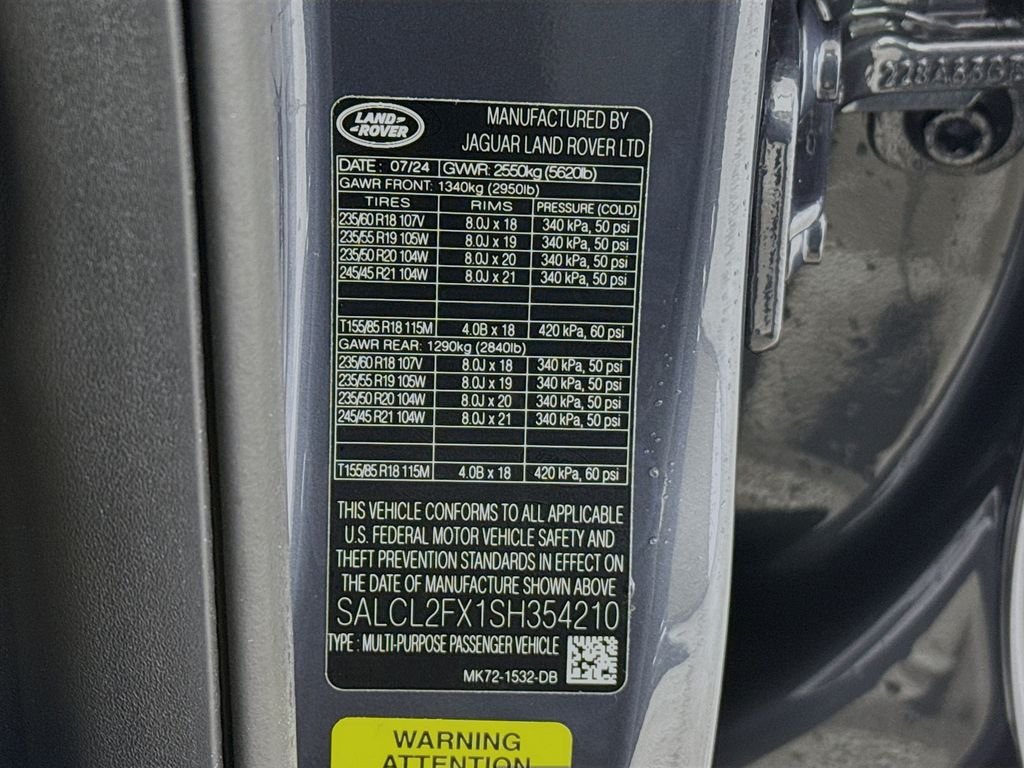 228A63GE
LAND-
-ROVER
MANUFACTURED BY
JAGUAR LAND ROVER LTD
DATE: 07/24 GVWR: 2550kg (5620lb)
GAWR FRONT: 1340kg (2950lb)
TIRES RIMS PRESSURE (COLD)
235/60 R18 107V 8.0J x 18 340 kPa, 50 psi
235/55 R19 105W 8.0J x 19 340 kPa, 50 psi
235/50 R20 104W 8.0J x 20 340 kPa, 50 psi
245/45 R21 104W 8.0J x 21 340 kPa, 50 psi
T155/85 R18 115M 4.0B x 18 420 kPa, 60 psi
GAWR REAR: 1290kg (2840lb)
235/60 R18 107V 8.0J x 18 340 kPa, 50 psi
235/55 R19 105W 8.0J x 19 340 kPa, 50 psi
235/50 R20 104W 8.0J x 20 340 kPa, 50 psi
245/45 R21 104W 8.0J x 21 340 kPa, 50 psi
T155/85 R18 115M 4.0B x 18 420 kPa, 60 psi
THIS VEHICLE CONFORMS TO ALL APPLICABLE
U.S. FEDERAL MOTOR VEHICLE SAFETY AND
THEFT PREVENTION STANDARDS IN EFFECT ON
THE DATE OF MANUFACTURE SHOWN ABOVE
SALCL2FX1SH354210
TYPE : MULTI-PURPOSE PASSENGER VEHICLE
MK72-1532-DB
WARNING
ATTENTION